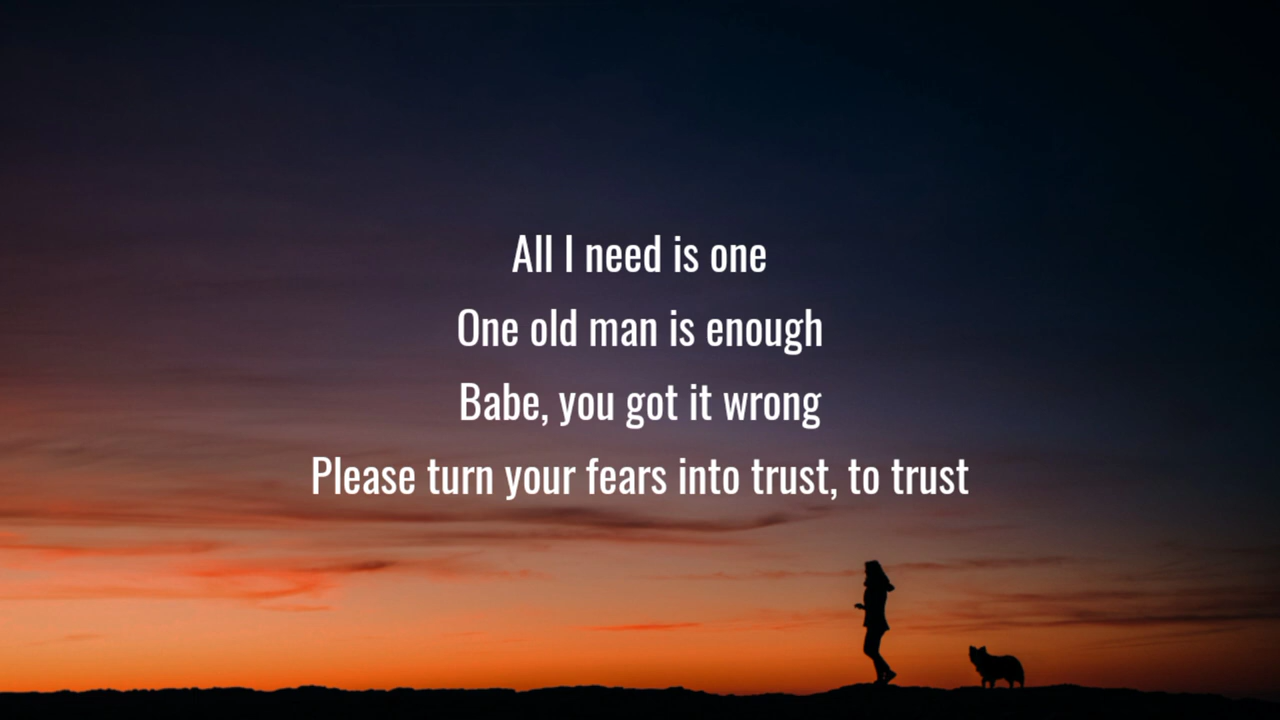 All I need is one
One old man is enough
Babe, you got it wrong
Please turn your fears into trust, to trust